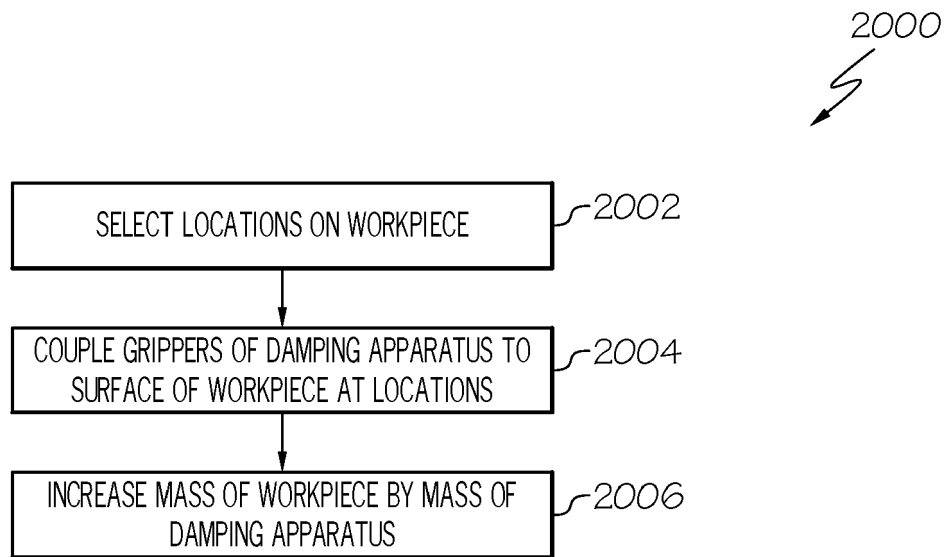 2000
SELECT LOCATIONS ON WORKPIECE
2002
COUPLE GRIPPERS OF DAMPING APPARATUS TO
SURFACE OF WORKPIECE AT LOCATIONS
2004
INCREASE MASS OF WORKPIECE BY MASS OF
DAMPING APPARATUS
2006